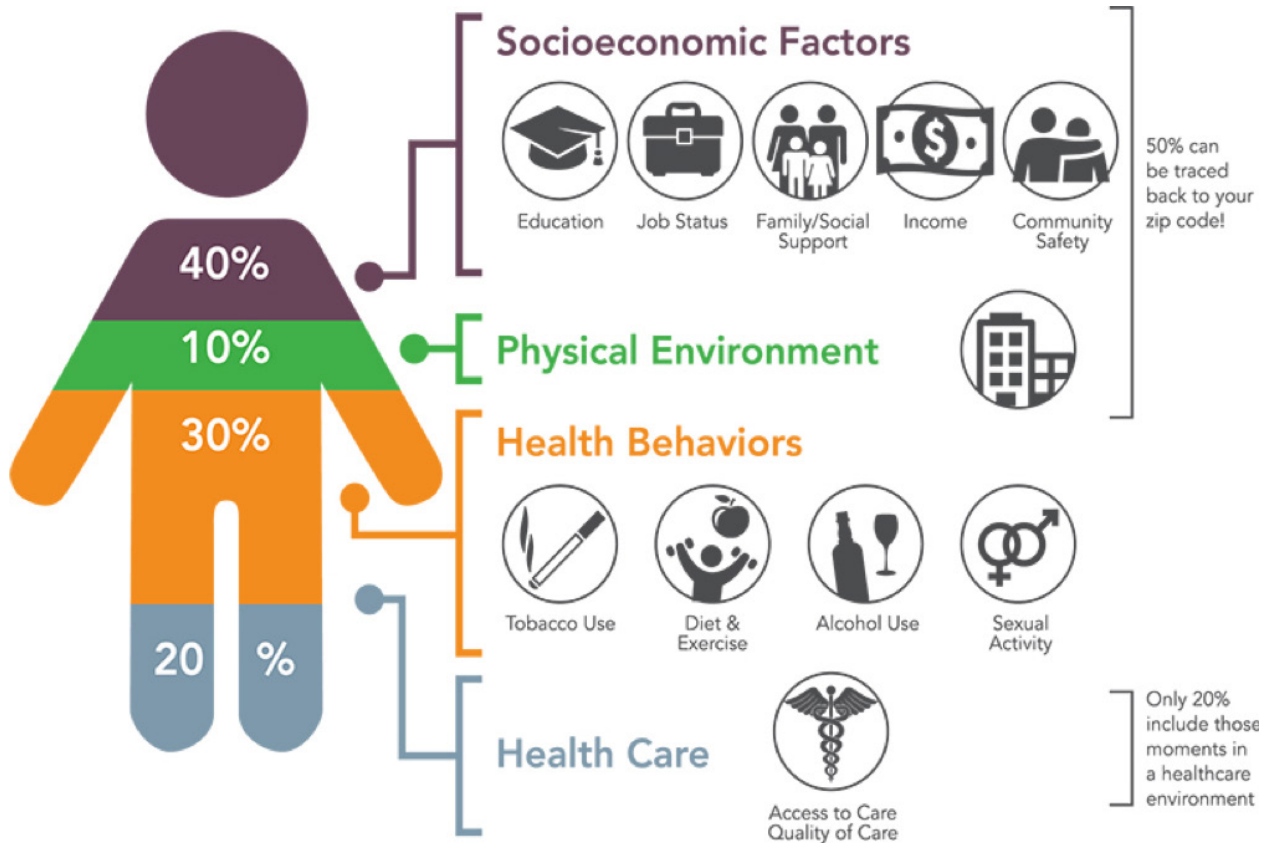 Socioeconomic Factors
Education
Job Status
Family/Social
Support
Income
Community
Safety
50% can
be traced
back to your
zip code!
40%
10%
Physical Environment
30%
Health Behaviors
Tobacco Use
Diet &
Exercise
Alcohol Use
Sexual
Activity
20 %
Health Care
Access to Care
Quality of Care
Only 20%
include those
moments in
a healthcare
environment